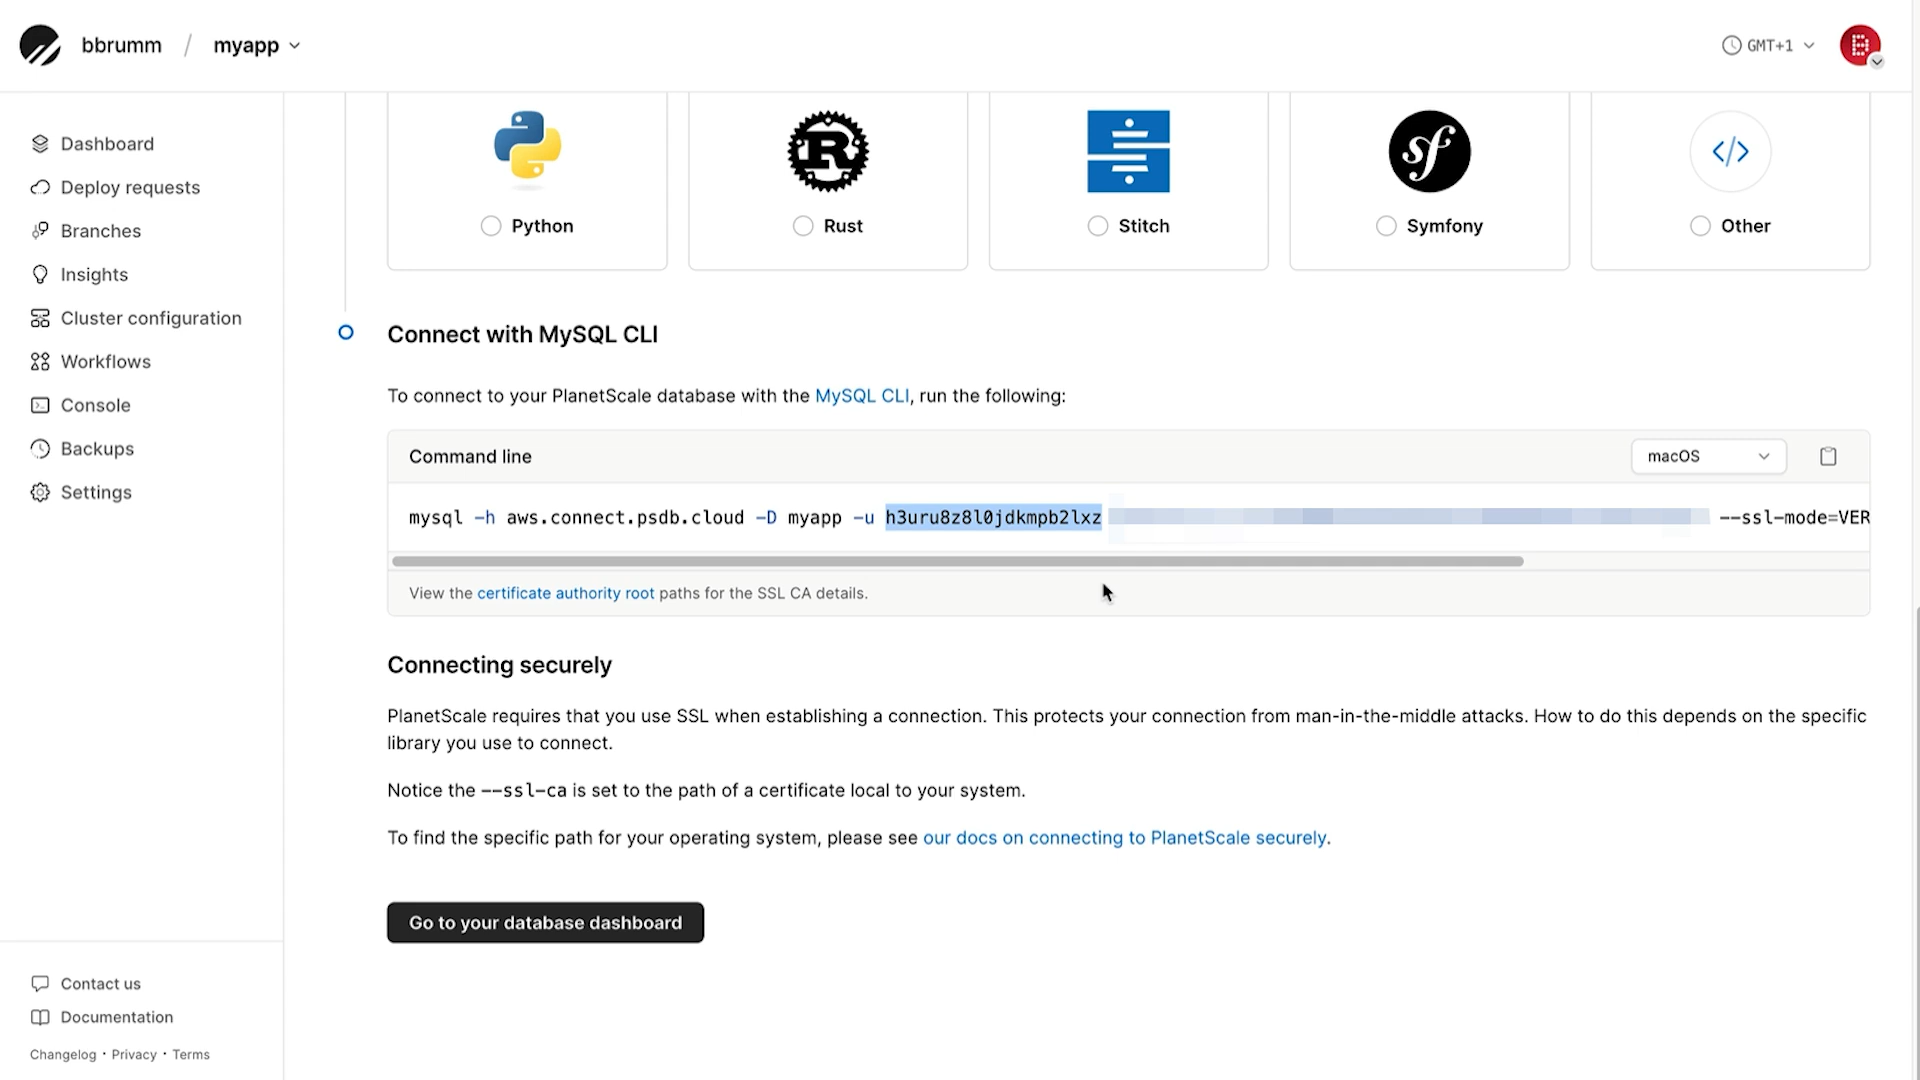 bbrumm / myapp
GMT+1
Dashboard
Deploy requests
Branches
Insights
Cluster configuration
Workflows
Console
Backups
Settings
Contact us
Documentation
Changelog · Privacy · Terms
Python
Rust
Stitch
Symfony
Other
Connect with MySQL CLI
To connect to your PlanetScale database with the MySQL CLI, run the following:
Command line
macOS
mysql -h aws.connect.psdb.cloud -D myapp -u h3uru8z8l0jdkmpb2lxz --ssl-mode=VER
View the certificate authority root paths for the SSL CA details.
Connecting securely
PlanetScale requires that you use SSL when establishing a connection. This protects your connection from man-in-the-middle attacks. How to do this depends on the specific
library you use to connect.
Notice the --ssl-ca is set to the path of a certificate local to your system.
To find the specific path for your operating system, please see our docs on connecting to PlanetScale securely.
Go to your database dashboard